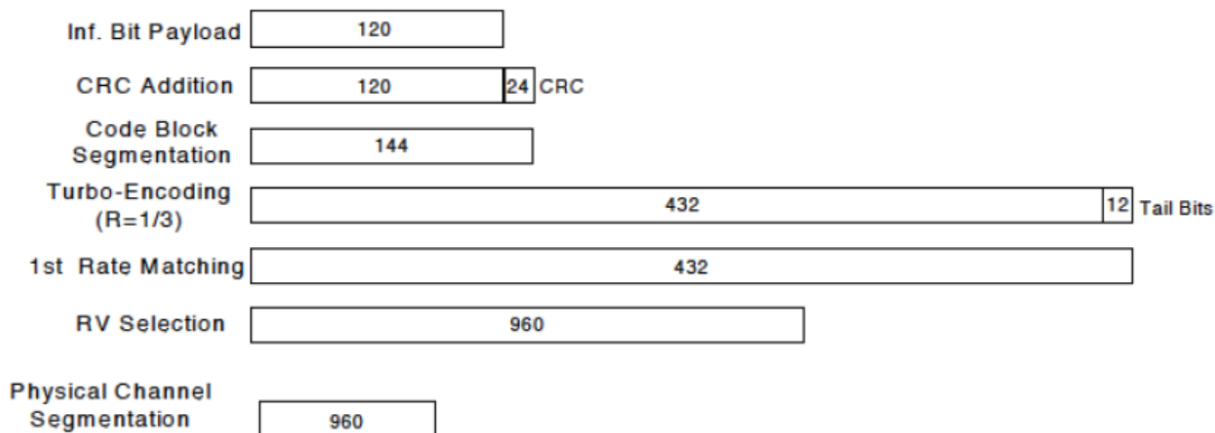 Inf. Bit Payload 120
CRC Addition 120 24 CRC
Code Block
Segmentation 144
Turbo-Encoding
(R=1/3) 432 12 Tail Bits
1st Rate Matching 432
RV Selection 960
Physical Channel
Segmentation 960